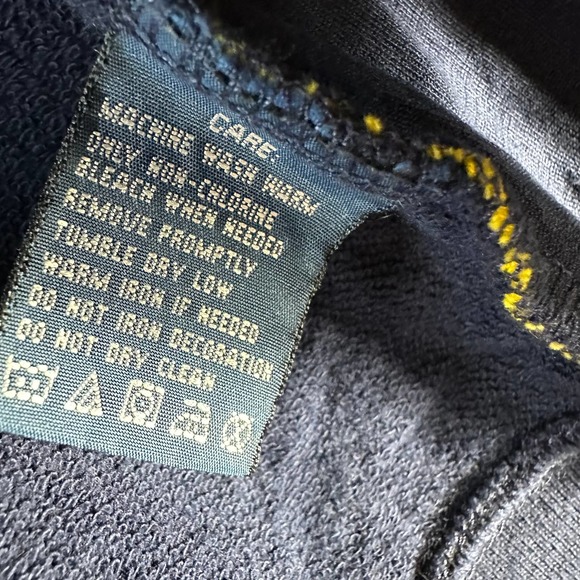 CARE:
MACHINE WASH WARM
ONLY NON-CHLORINE
BLEACH WHEN NEEDED
REMOVE PROMPTLY
TUMBLE DRY LOW
WARM IRON IF NEEDED
DO NOT IRON DECORATION
DO NOT DRY CLEAN